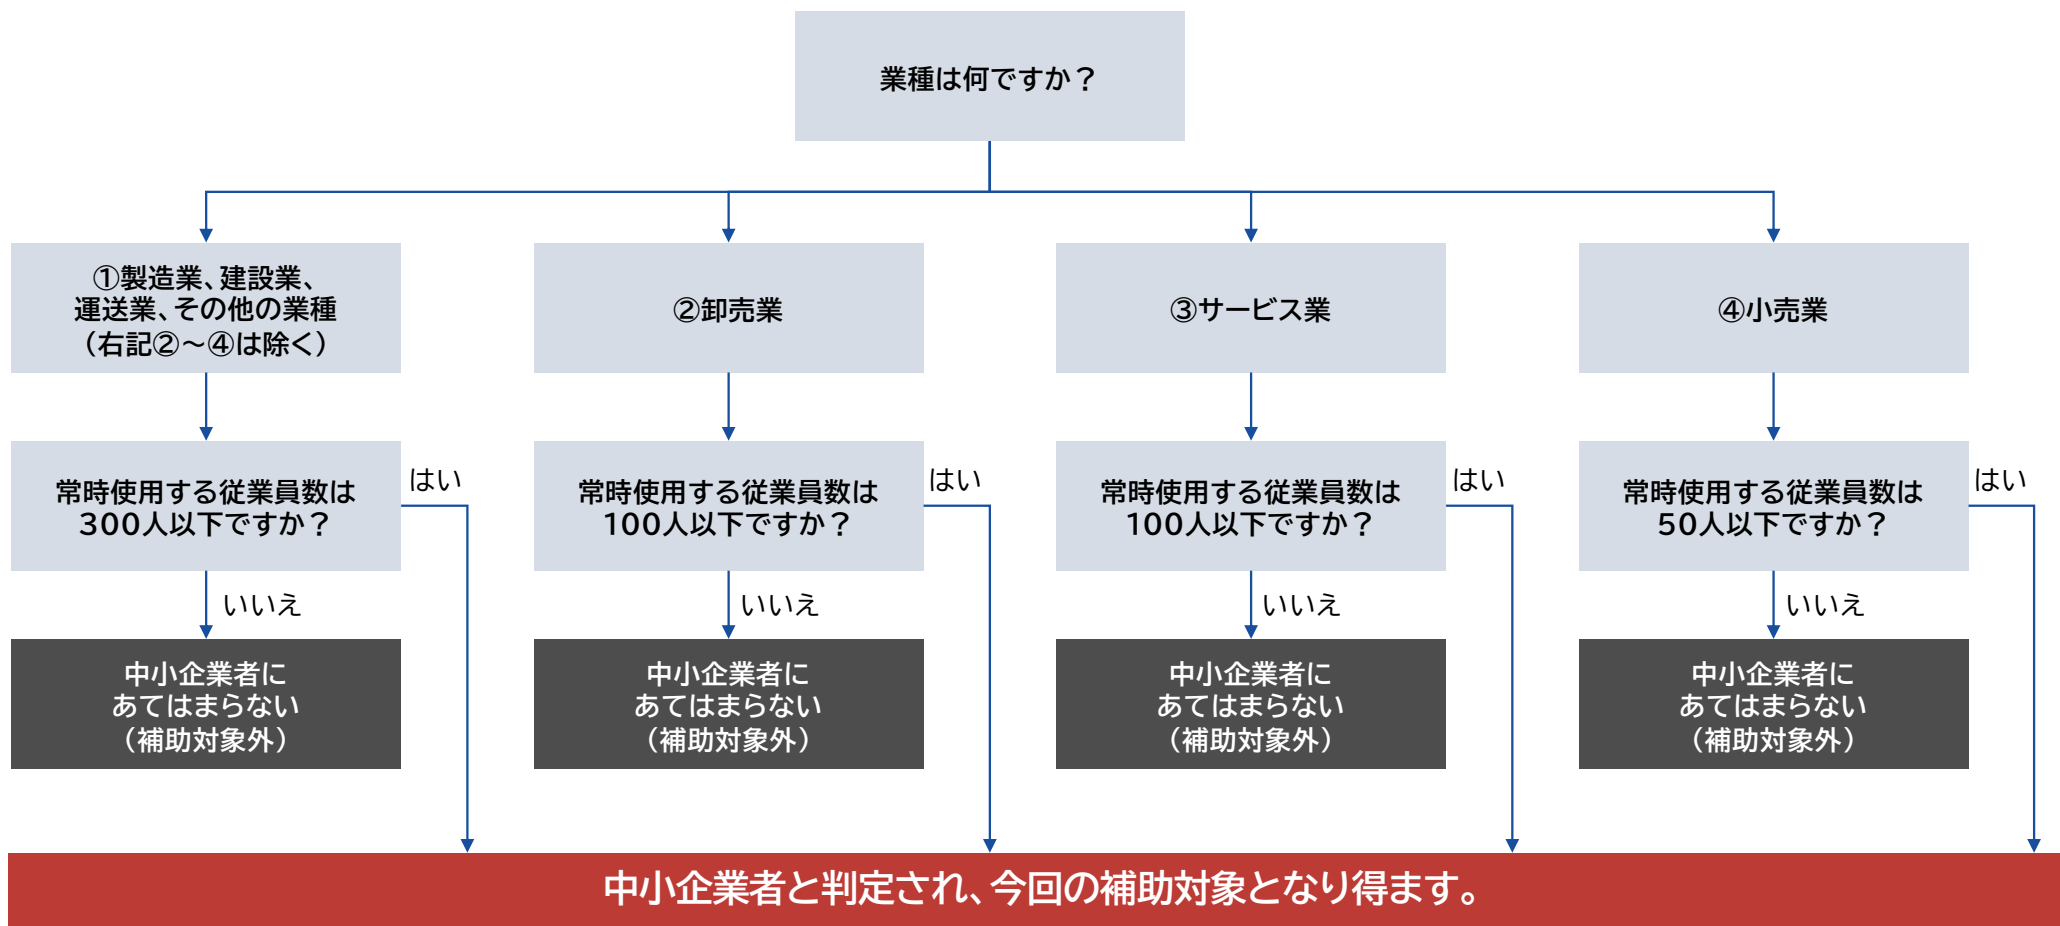 業種は何ですか？
①製造業、建設業、
運送業、その他の業種
（右記②～④は除く）
②卸売業
③サービス業
④小売業
常時使用する従業員数は
300人以下ですか？
はい
常時使用する従業員数は
100人以下ですか？
はい
常時使用する従業員数は
100人以下ですか？
はい
常時使用する従業員数は
50人以下ですか？
はい
いいえ
いいえ
いいえ
いいえ
中小企業者に
あてはまらない
（補助対象外）
中小企業者に
あてはまらない
（補助対象外）
中小企業者に
あてはまらない
（補助対象外）
中小企業者に
あてはまらない
（補助対象外）
中小企業者と判定され、今回の補助対象となり得ます。